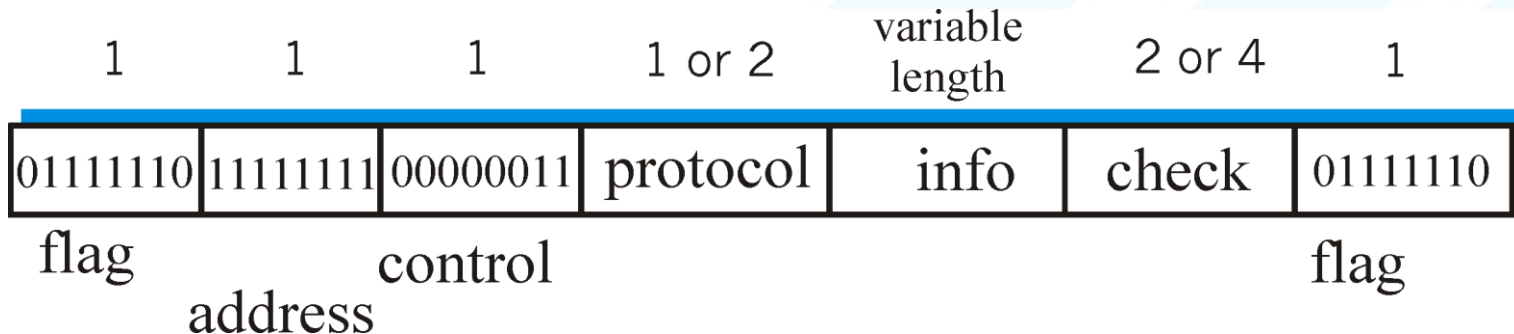 1 1 1 1 or 2 variable length 2 or 4 1
01111110 11111111 00000011 protocol info check 01111110
flag address control flag